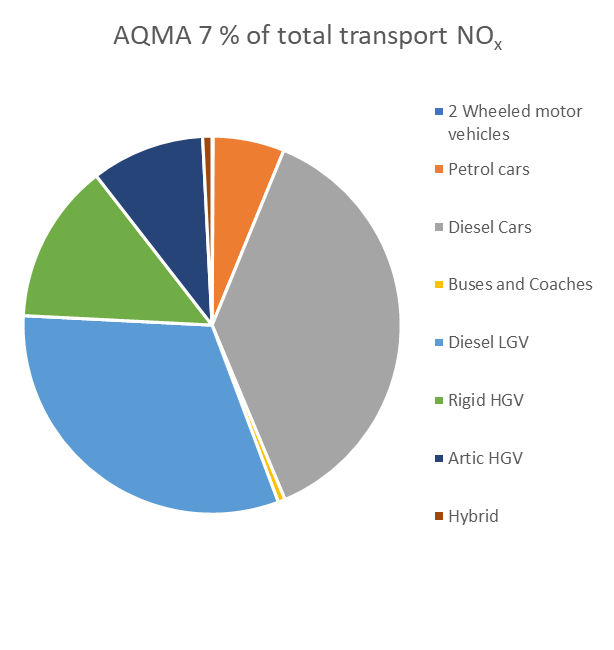 AQMA 7 % of total transport NOx
2 Wheeled motor
vehicles
Petrol cars
Diesel Cars
Buses and Coaches
Diesel LGV
Rigid HGV
Artic HGV
Hybrid